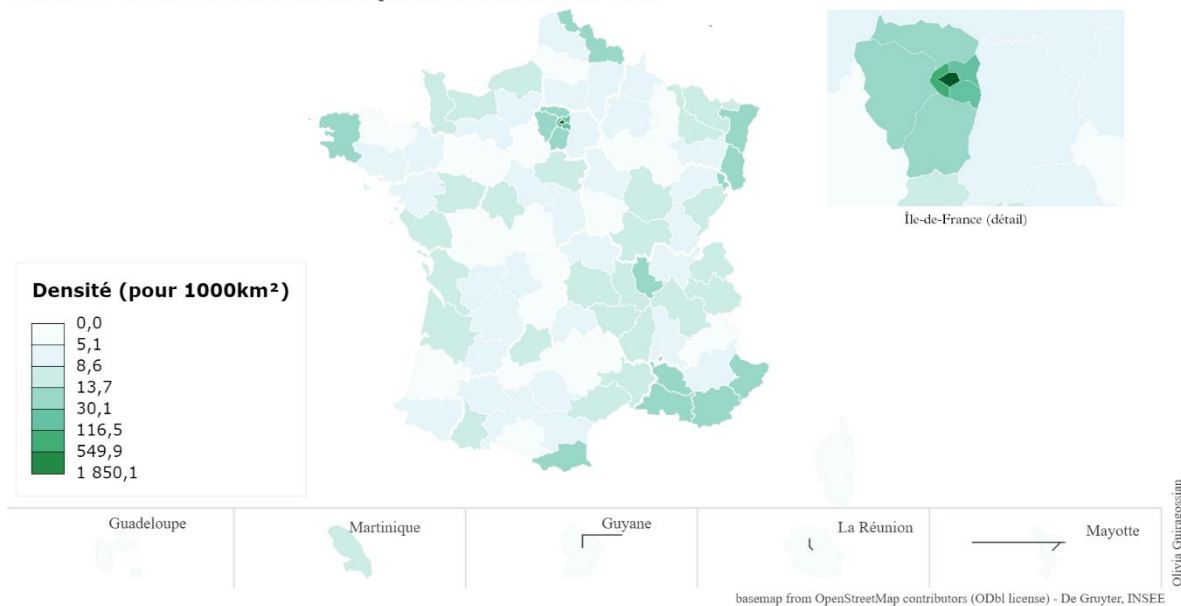 Île-de-France (détail)
Densité (pour 1000km²)
0,0
5,1
8,6
13,7
30,1
116,5
549,9
1 850,1
Guadeloupe
Martinique
Guyane
La Réunion
Mayotte
Olivia Guiragossian
basemap from OpenStreetMap contributors (ODbl license) - De Gruyter, INSEE